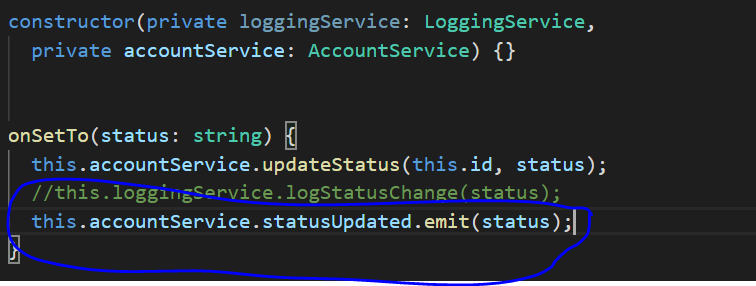 constructor(private loggingService: LoggingService,
private accountService: AccountService) {}
onSetTo(status: string) {
this.accountService.updateStatus(this.id, status);
//this.loggingService.logStatusChange(status);
this.accountService.statusUpdated.emit(status);
}